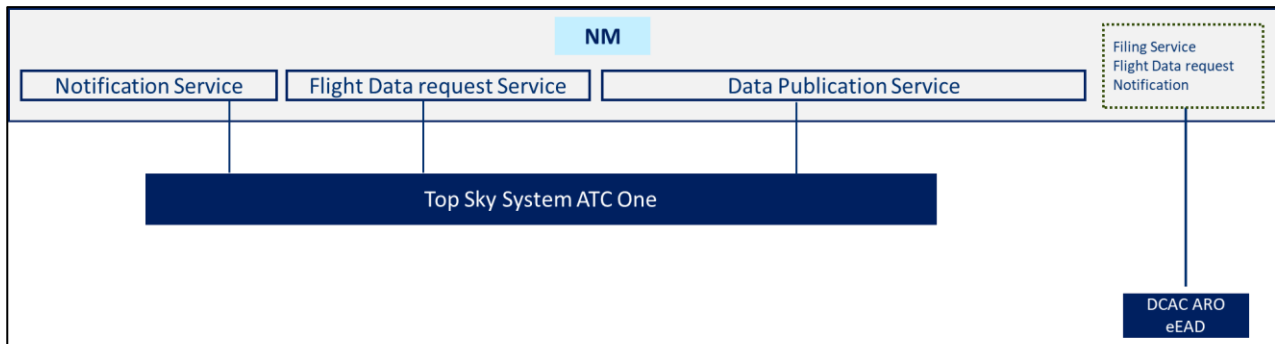 NM
Notification Service
Flight Data request Service
Data Publication Service
Filing Service
Flight Data request
Notification
Top Sky System ATC One
DCAC ARO
eEAD